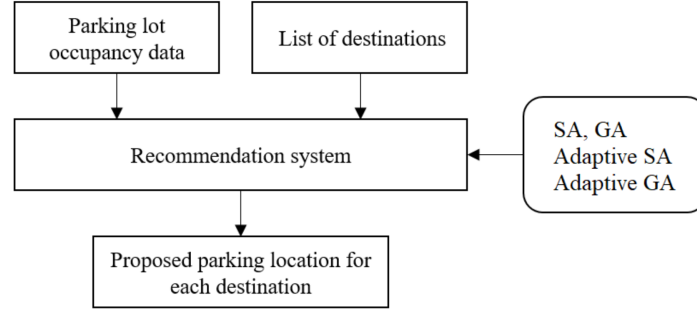 Parking lot
occupancy data
List of destinations
Recommendation system
SA, GA
Adaptive SA
Adaptive GA
Proposed parking location for
each destination